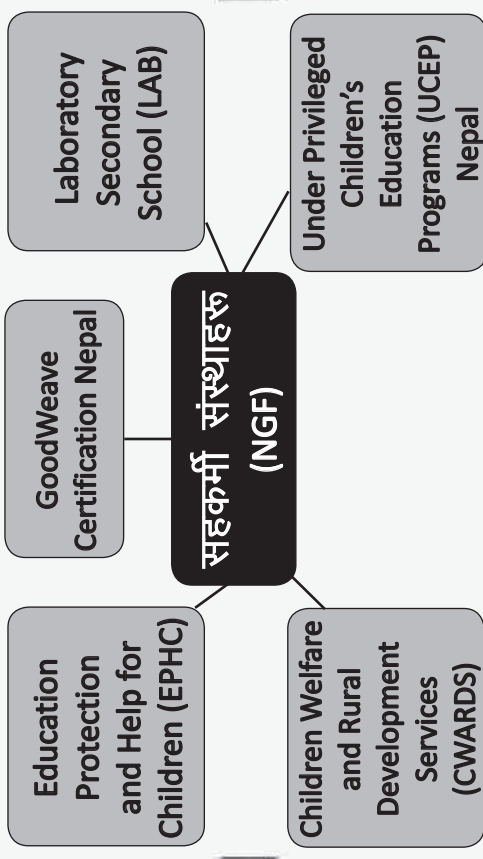 Education
Protection
and Help for
Children (EPHC)
GoodWeave
Certification Nepal
Laboratory
Secondary
School (LAB)
सहकर्मी संस्थाहरू
(NGF)
Children Welfare
and Rural
Development
Services
(CWARDS)
Under Privileged
Children's
Education
Programs (UCEP)
Nepal